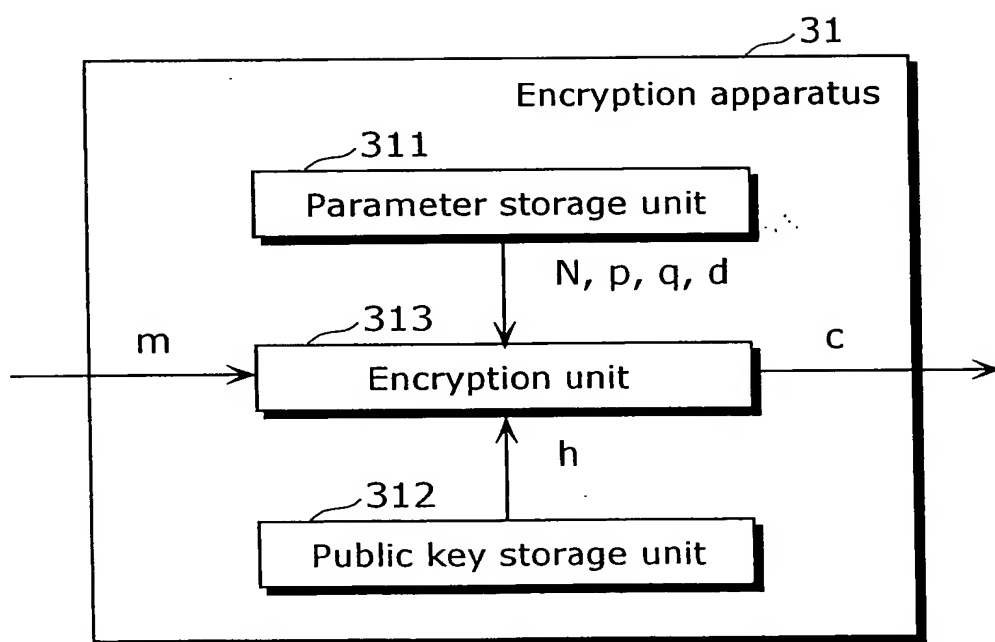 31
Encryption apparatus
311
Parameter storage unit
N, p, q, d
313
m
Encryption unit
c
h
312
Public key storage unit